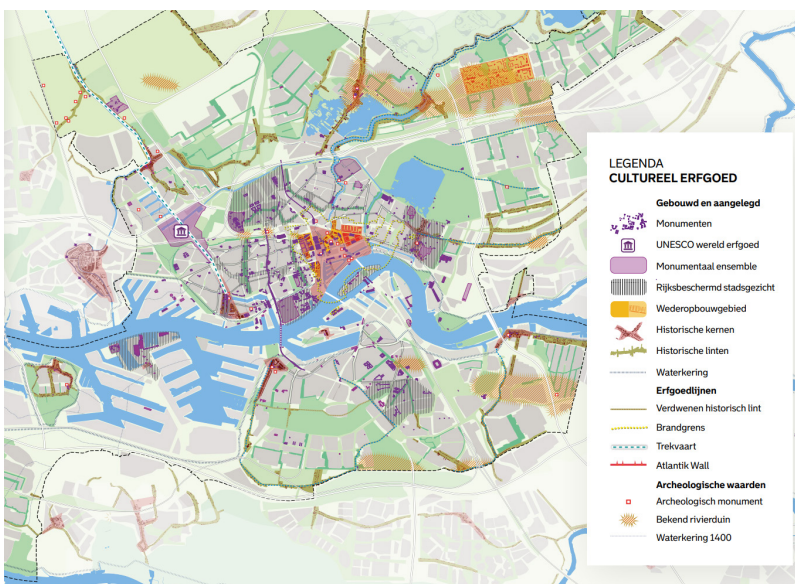 LEGENDA
CULTUREEL ERFGOED
Gebouwd en aangelegd
Monumenten
UNESCO wereld erfgoed
Monumentaal ensemble
Rijksbeschermd stadsgezicht
Wederopbouwgebied
Historische kernen
Historische linten
Waterkering
Erfgoedlijnen
Verdwenen historisch lint
Brandgrens
Trekvaart
Atlantik Wall
Archeologische waarden
Archeologisch monument
Bekend rivierduin
Waterkering 1400